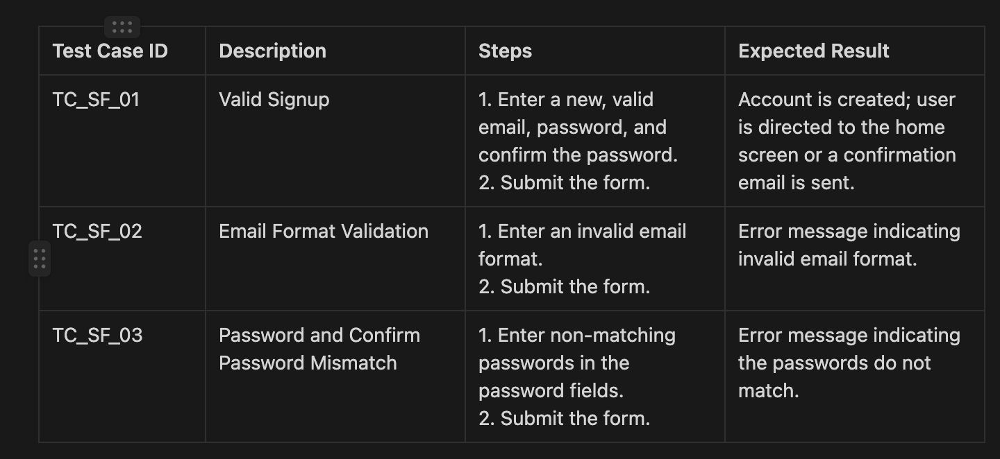 Test Case ID
Description
Steps
Expected Result
TC_SF_01
Valid Signup
1. Enter a new, valid
email, password, and
confirm the password.
2. Submit the form.
Account is created; user
is directed to the home
screen or a confirmation
email is sent.
TC_SF_02
Email Format Validation
1. Enter an invalid email
format.
2. Submit the form.
Error message indicating
invalid email format.
TC_SF_03
Password and Confirm
Password Mismatch
1. Enter non-matching
passwords in the
password fields.
2. Submit the form.
Error message indicating
the passwords do not
match.